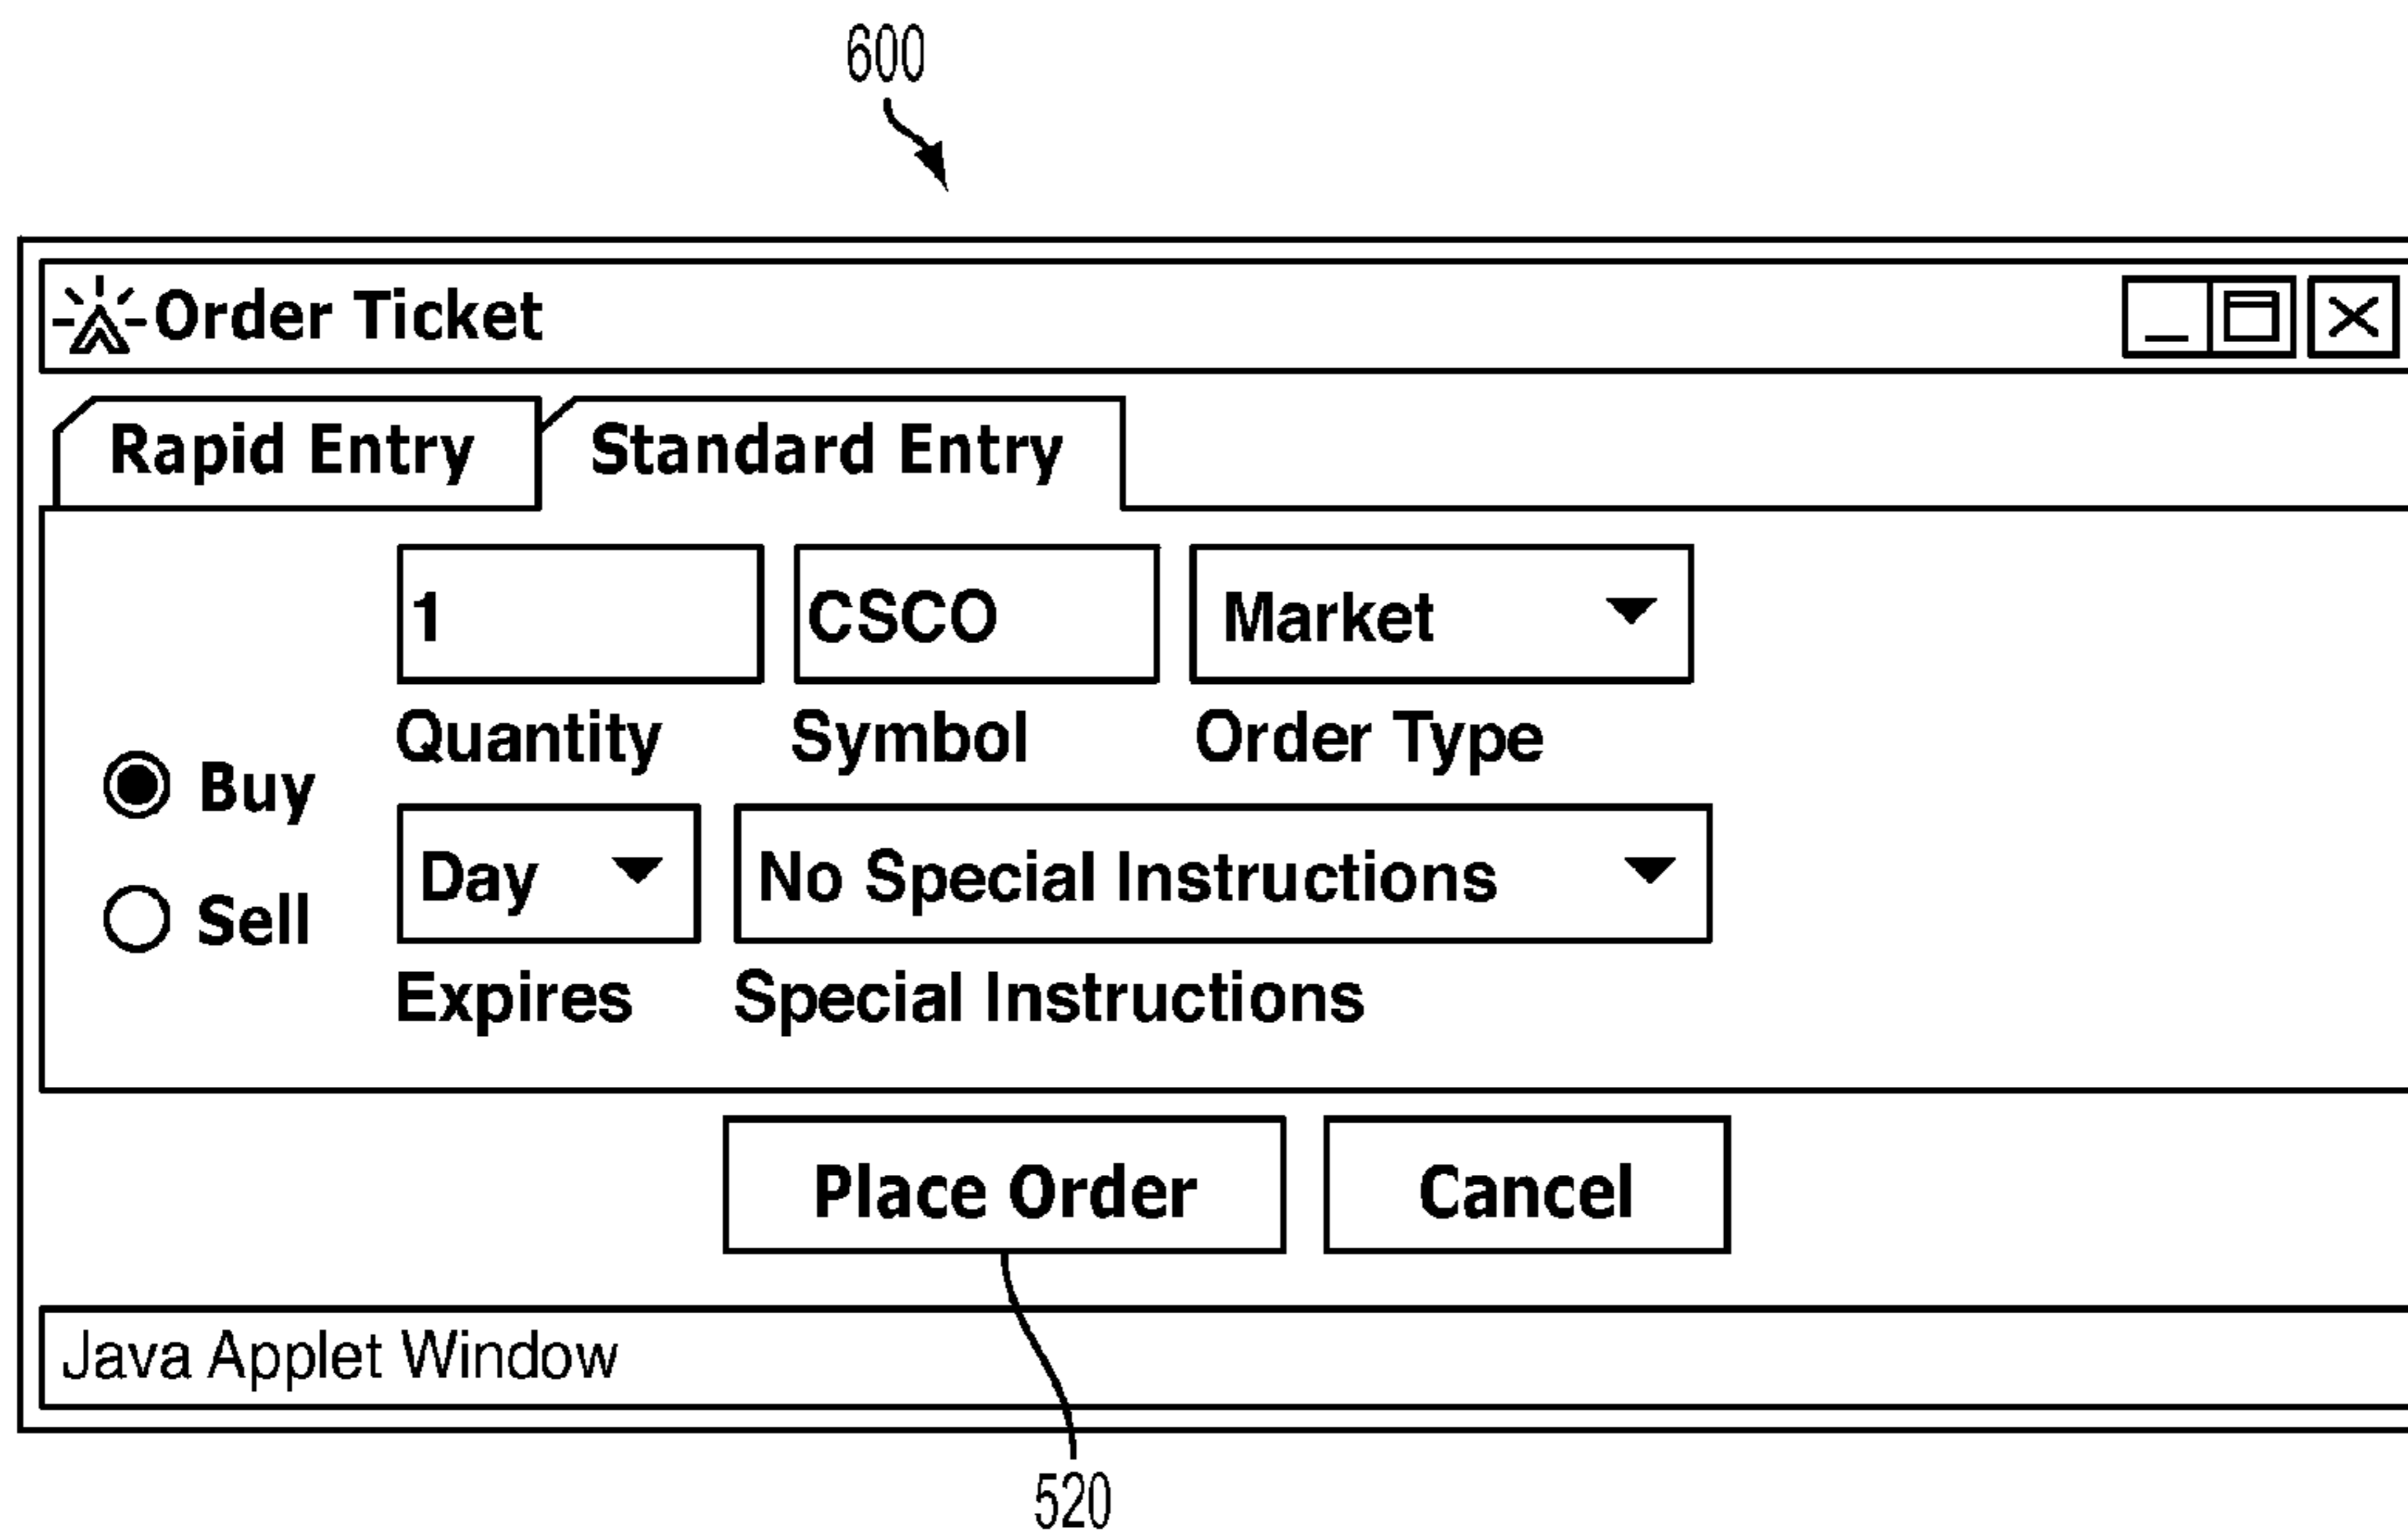 600
Order Ticket
Rapid Entry Standard Entry
1 CSCO Market
Quantity Symbol Order Type
Buy
Day No Special Instructions
Sell
Expires Special Instructions
Place Order Cancel
Java Applet Window
520